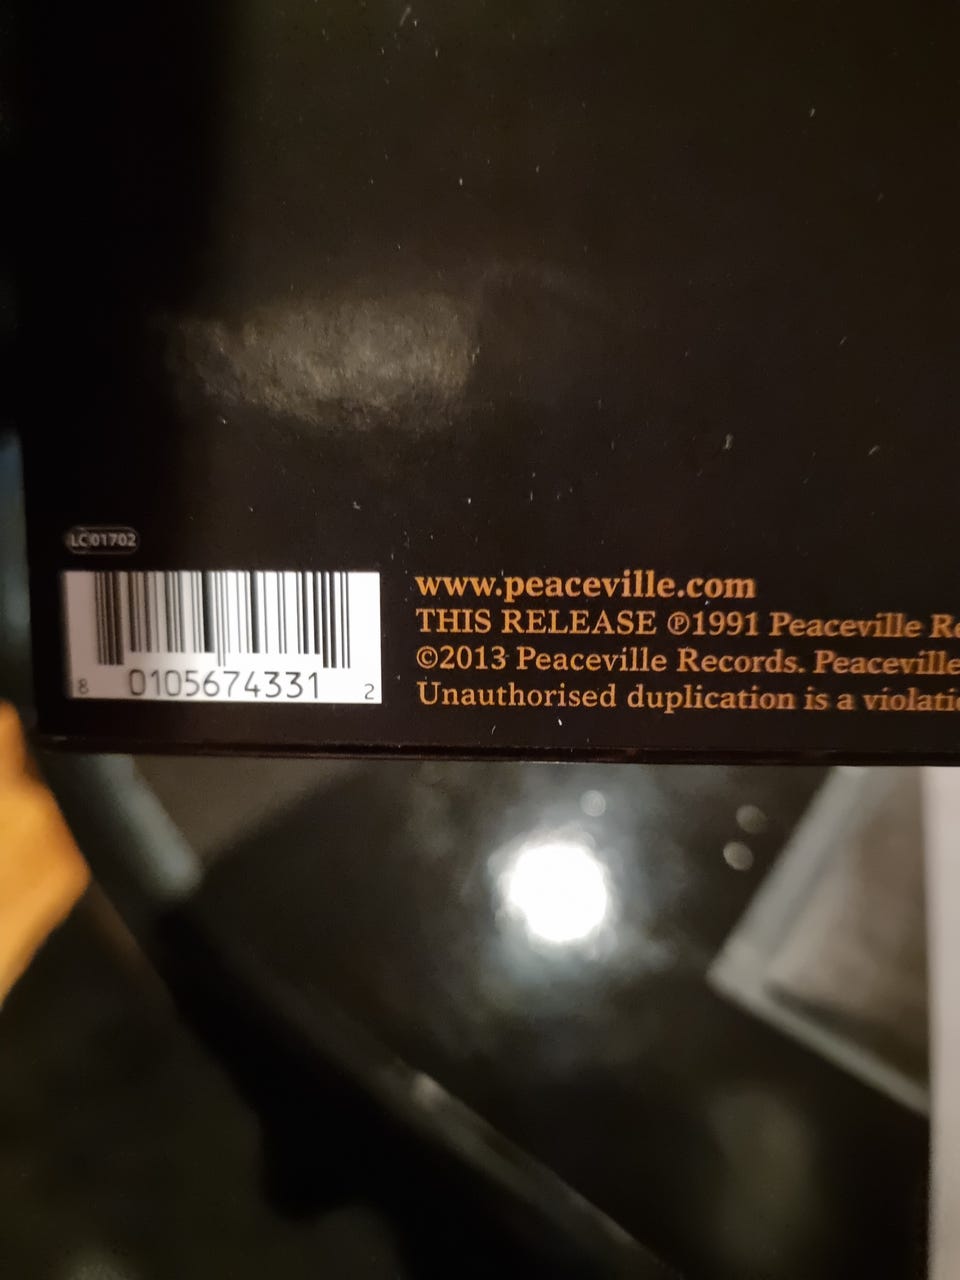 LC 01702
8 0105674331 2
www.peaceville.com
THIS RELEASE ℗1991 Peaceville
©2013 Peaceville Records. Peaceville
Unauthorised duplication is a